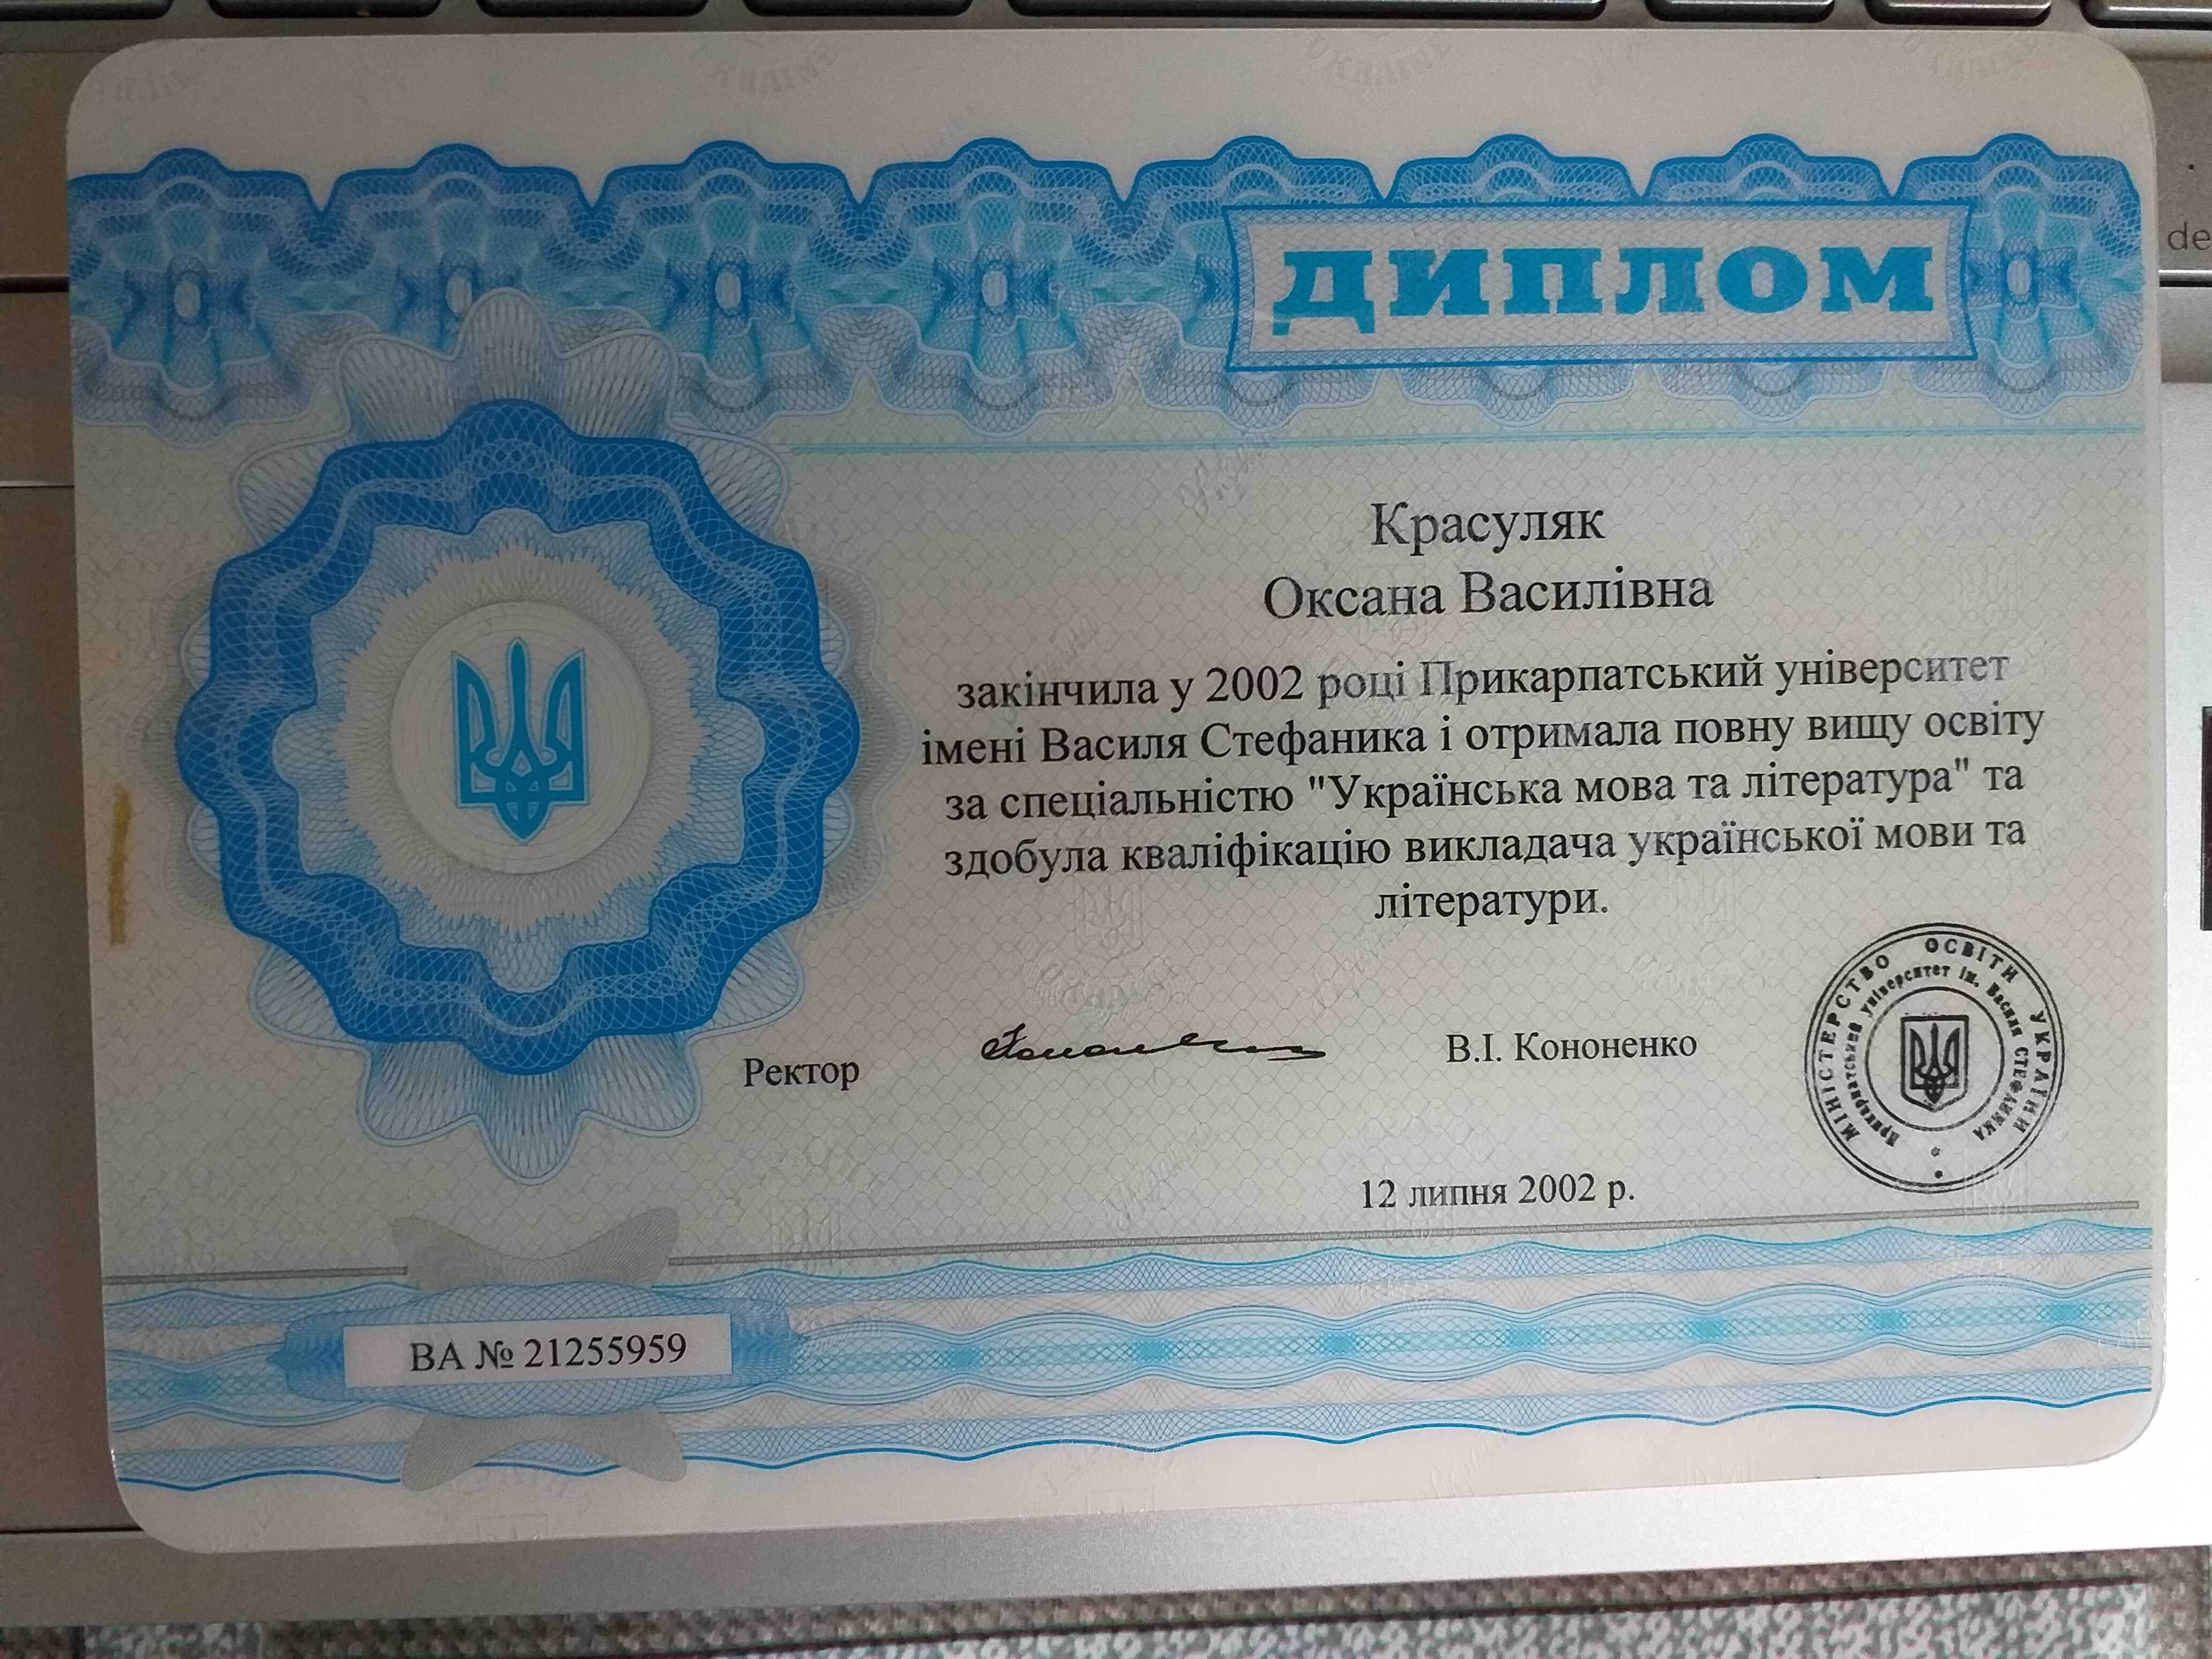 ДИПЛОМ
Красуляк
Оксана Василівна
закінчила у 2002 році Прикарпатський університет
імені Василя Стефаника і отримала повну вищу освіту
за спеціальністю "Українська мова та література" та
здобула кваліфікацію викладача української мови та
літератури.
Ректор
В.І. Кононенко
МІНІСТЕРСТВО ОСВІТИ УКРАЇНИ
Прикарпатський університет ім. Василя СТЕФАНИКА
12 липня 2002 р.
ВА № 21255959
de